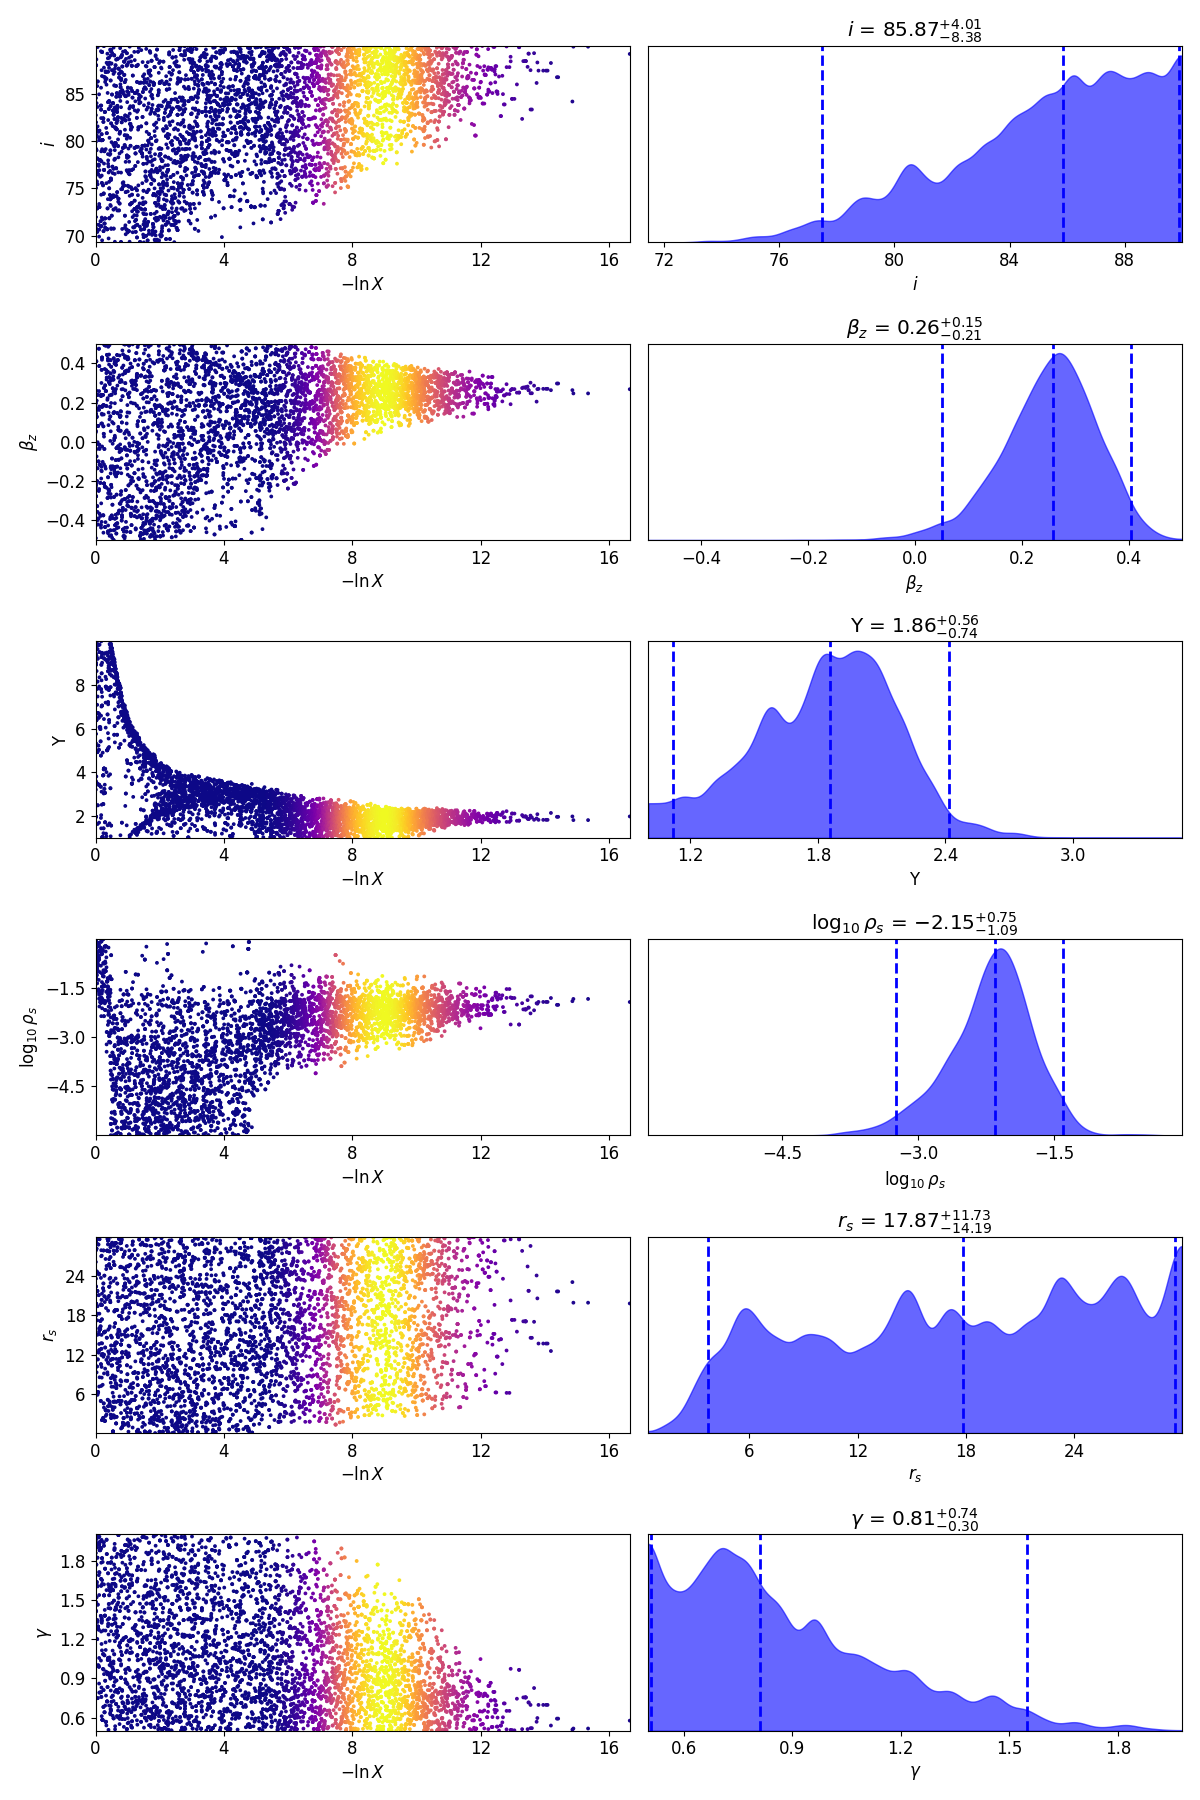 i = 85.87+4.01 −8.38
85
80
75
70
i
0 4 8 12 16
−ln X
72 76 80 84 88
i
βz = 0.26+0.15 −0.21
0.4
0.2
0.0
−0.2
−0.4
βz
0 4 8 12 16
−ln X
−0.4 −0.2 0.0 0.2 0.4
βz
Y = 1.86+0.56 −0.74
8
6
4
2
Y
0 4 8 12 16
−ln X
1.2 1.8 2.4 3.0
Y
log10 ρs = −2.15+0.75 −1.09
−1.5
−3.0
−4.5
log10 ρs
0 4 8 12 16
−ln X
−4.5 −3.0 −1.5
log10 ρs
rs = 17.87+11.73 −14.19
24
18
12
6
rs
0 4 8 12 16
−ln X
6 12 18 24
rs
γ = 0.81+0.74 −0.30
1.8
1.5
1.2
0.9
0.6
γ
0 4 8 12 16
−ln X
0.6 0.9 1.2 1.5 1.8
γ